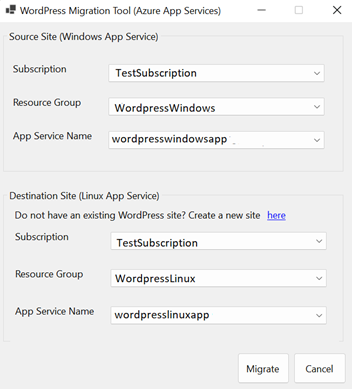 WordPress Migration Tool (Azure App Services)
Source Site (Windows App Service)
Subscription TestSubscription
Resource Group WordpressWindows
App Service Name wordpresswindowsapp
Destination Site (Linux App Service)
Do not have an existing WordPress site? Create a new site here
Subscription TestSubscription
Resource Group WordpressLinux
App Service Name wordpresslinuxapp
Migrate Cancel